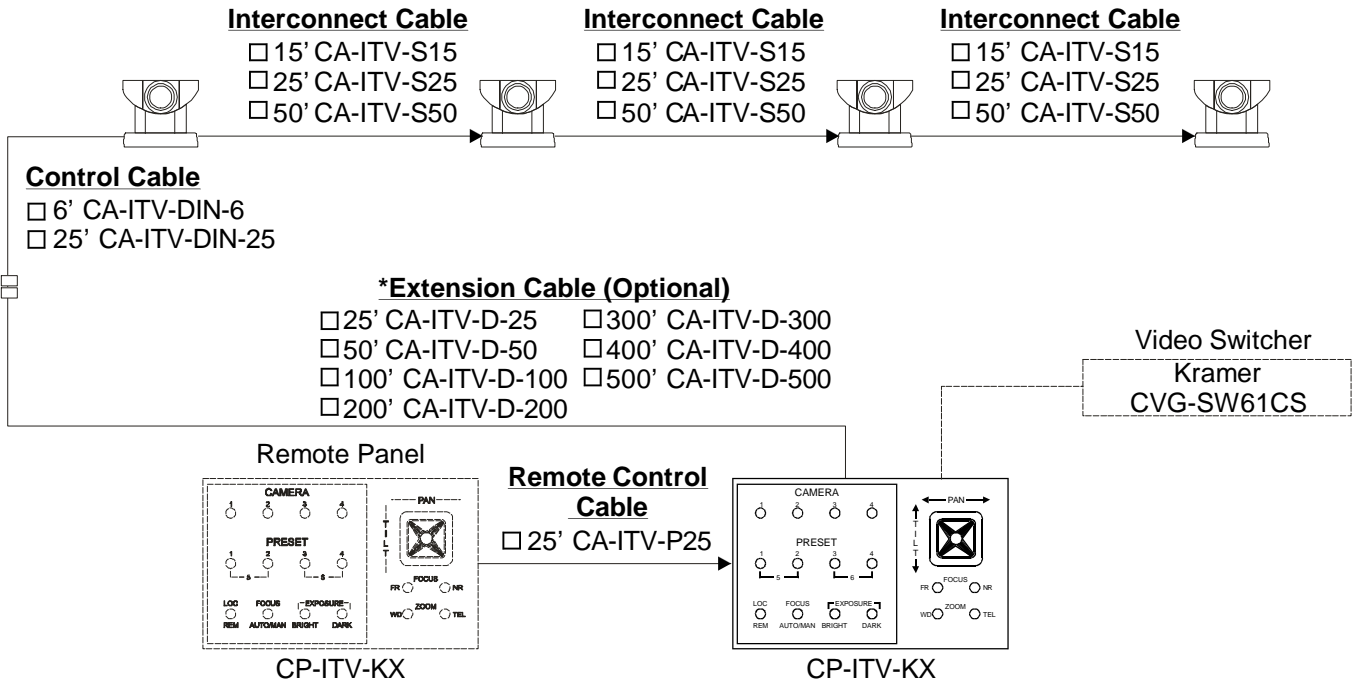 Interconnect Cable
☐ 15’ CA-ITV-S15
☐ 25’ CA-ITV-S25
☐ 50’ CA-ITV-S50
Interconnect Cable
☐ 15’ CA-ITV-S15
☐ 25’ CA-ITV-S25
☐ 50’ CA-ITV-S50
Interconnect Cable
☐ 15’ CA-ITV-S15
☐ 25’ CA-ITV-S25
☐ 50’ CA-ITV-S50
Control Cable
☐ 6’ CA-ITV-DIN-6
☐ 25’ CA-ITV-DIN-25
*Extension Cable (Optional)
☐ 25’ CA-ITV-D-25 ☐ 300’ CA-ITV-D-300
☐ 50’ CA-ITV-D-50 ☐ 400’ CA-ITV-D-400
☐ 100’ CA-ITV-D-100 ☐ 500’ CA-ITV-D-500
☐ 200’ CA-ITV-D-200
Video Switcher
Kramer
CVG-SW61CS
Remote Panel
CAMERA
1 2 3 4
PRESET
1 2 3 4
5 6
LOC FOCUS EXPOSURE
REM AUTO/MAN BRIGHT DARK
PAN
TILT
FOCUS
FR NR
ZOOM
WD TEL
CP-ITV-KX
Remote Control
Cable
☐ 25’ CA-ITV-P25
CAMERA
1 2 3 4
PRESET
1 2 3 4
5 6
LOC FOCUS EXPOSURE
REM AUTO/MAN BRIGHT DARK
PAN
TILT
FOCUS
FR NR
ZOOM
WD TEL
CP-ITV-KX